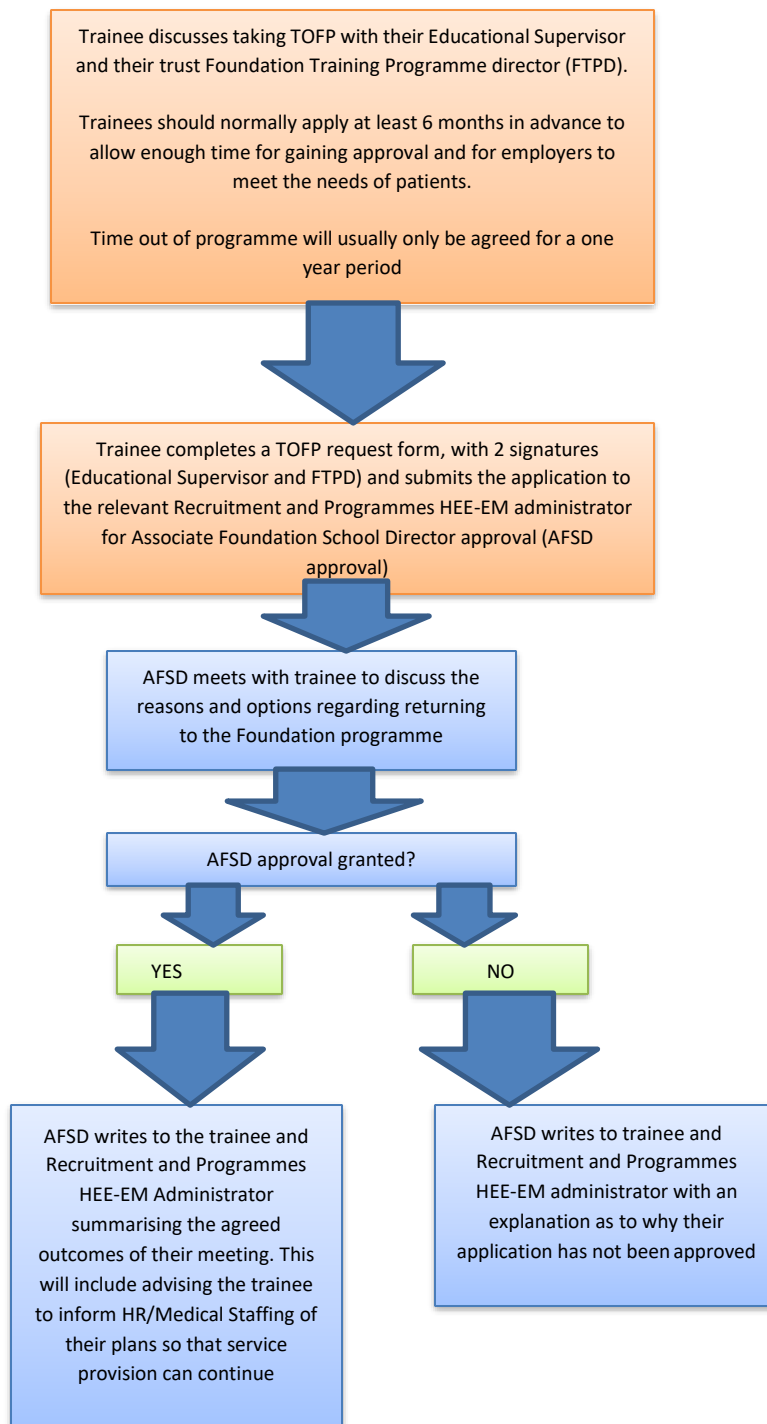 Trainee discusses taking TOFP with their Educational Supervisor
and their trust Foundation Training Programme director (FTPD).
Trainees should normally apply at least 6 months in advance to
allow enough time for gaining approval and for employers to
meet the needs of patients.
Time out of programme will usually only be agreed for a one
year period
Trainee completes a TOFP request form, with 2 signatures
(Educational Supervisor and FTPD) and submits the application to
the relevant Recruitment and Programmes HEE-EM administrator
for Associate Foundation School Director approval (AFSD
approval)
AFSD meets with trainee to discuss the
reasons and options regarding returning
to the Foundation programme
AFSD approval granted?
YES
NO
AFSD writes to the trainee and
Recruitment and Programmes
HEE-EM Administrator
summarising the agreed
outcomes of their meeting. This
will include advising the trainee
to inform HR/Medical Staffing of
their plans so that service
provision can continue
AFSD writes to trainee and
Recruitment and Programmes
HEE-EM administrator with an
explanation as to why their
application has not been approved